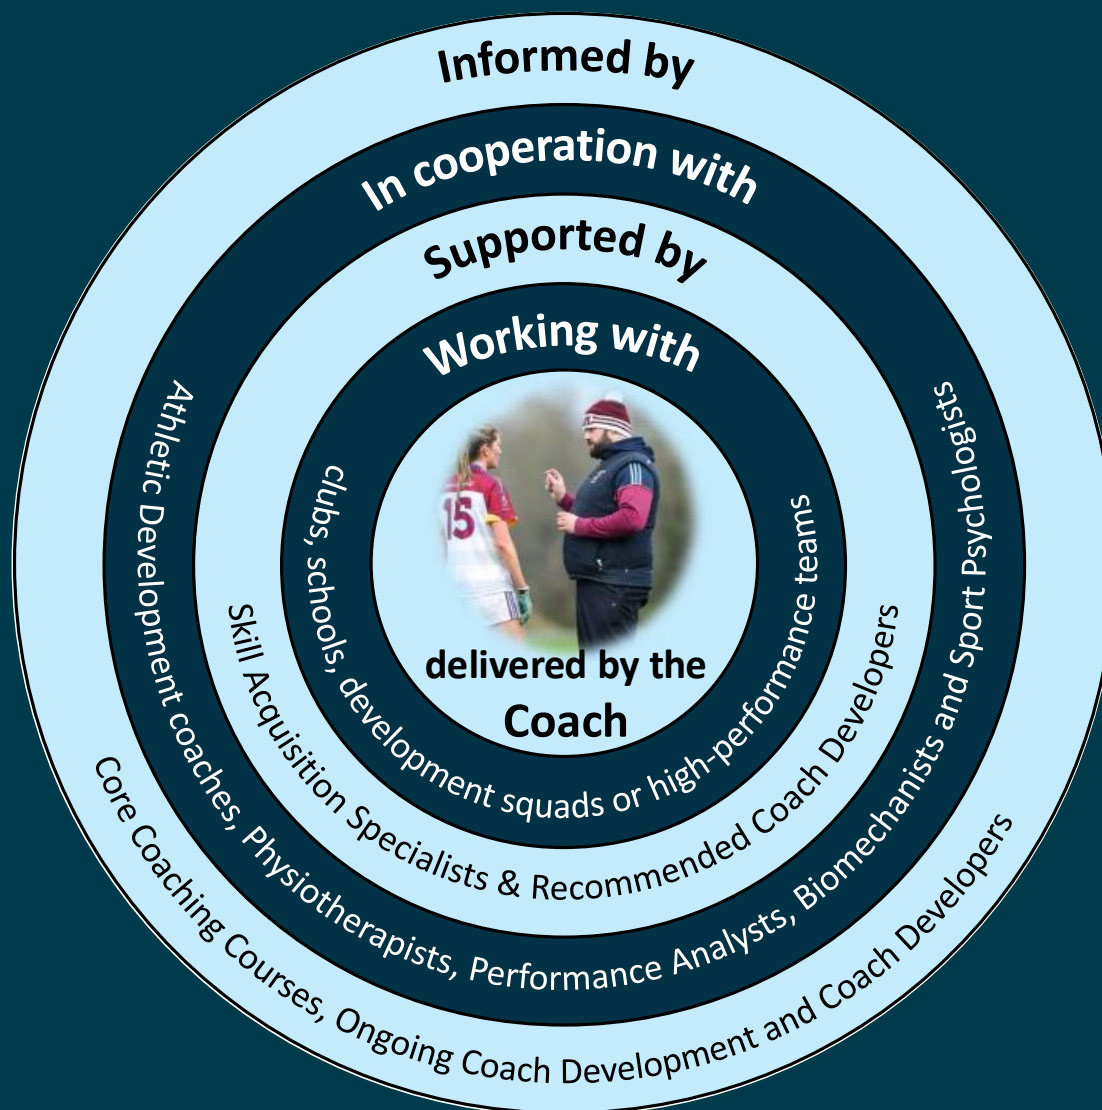 Informed by
In cooperation with
Supported by
Working with
15
delivered by the
Coach
clubs, schools, development squads or high-performance teams
Skill Acquisition Specialists & Recommended Coach Developers
Athletic Development coaches, Physiotherapists, Performance Analysts, Biomechanists and Sport Psychologists
Core Coaching Courses, Ongoing Coach Development and Coach Developers